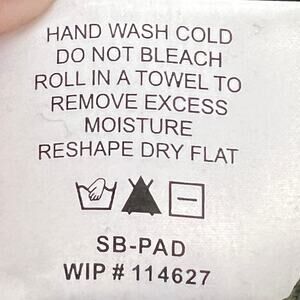 HAND WASH COLD
DO NOT BLEACH
ROLL IN A TOWEL TO
REMOVE EXCESS
MOISTURE
RESHAPE DRY FLAT
SB-PAD
WIP # 114627